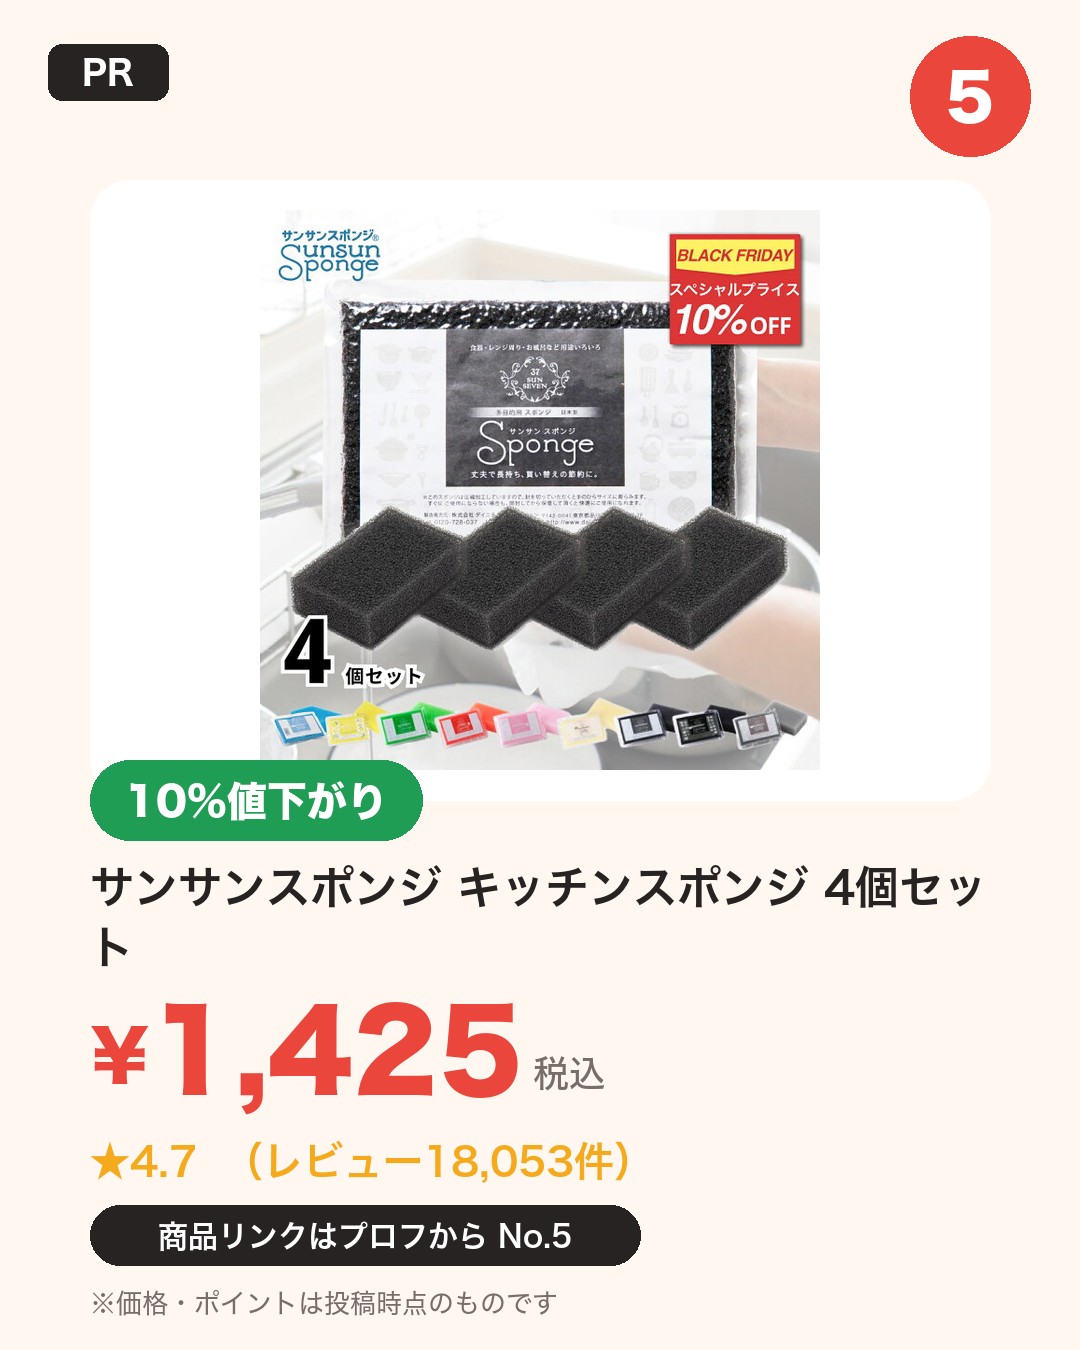 PR
5
サンサンスポンジ®
Sunsun
Sponge
BLACK FRIDAY
スペシャルプライス
10%OFF
食器・レンジ周り・お風呂など用途いろいろ
37
SUN
SEVEN
多目的用 スポンジ 日本製
サンサンスポンジ
Sponge
丈夫で長持ち、買い替えの節約に。
4個セット
10%値下がり
サンサンスポンジ キッチンスポンジ 4個セッ
ト
¥1,425 税込
★4.7 （レビュー18,053件）
商品リンクはプロフから No.5
※価格・ポイントは投稿時点のものです